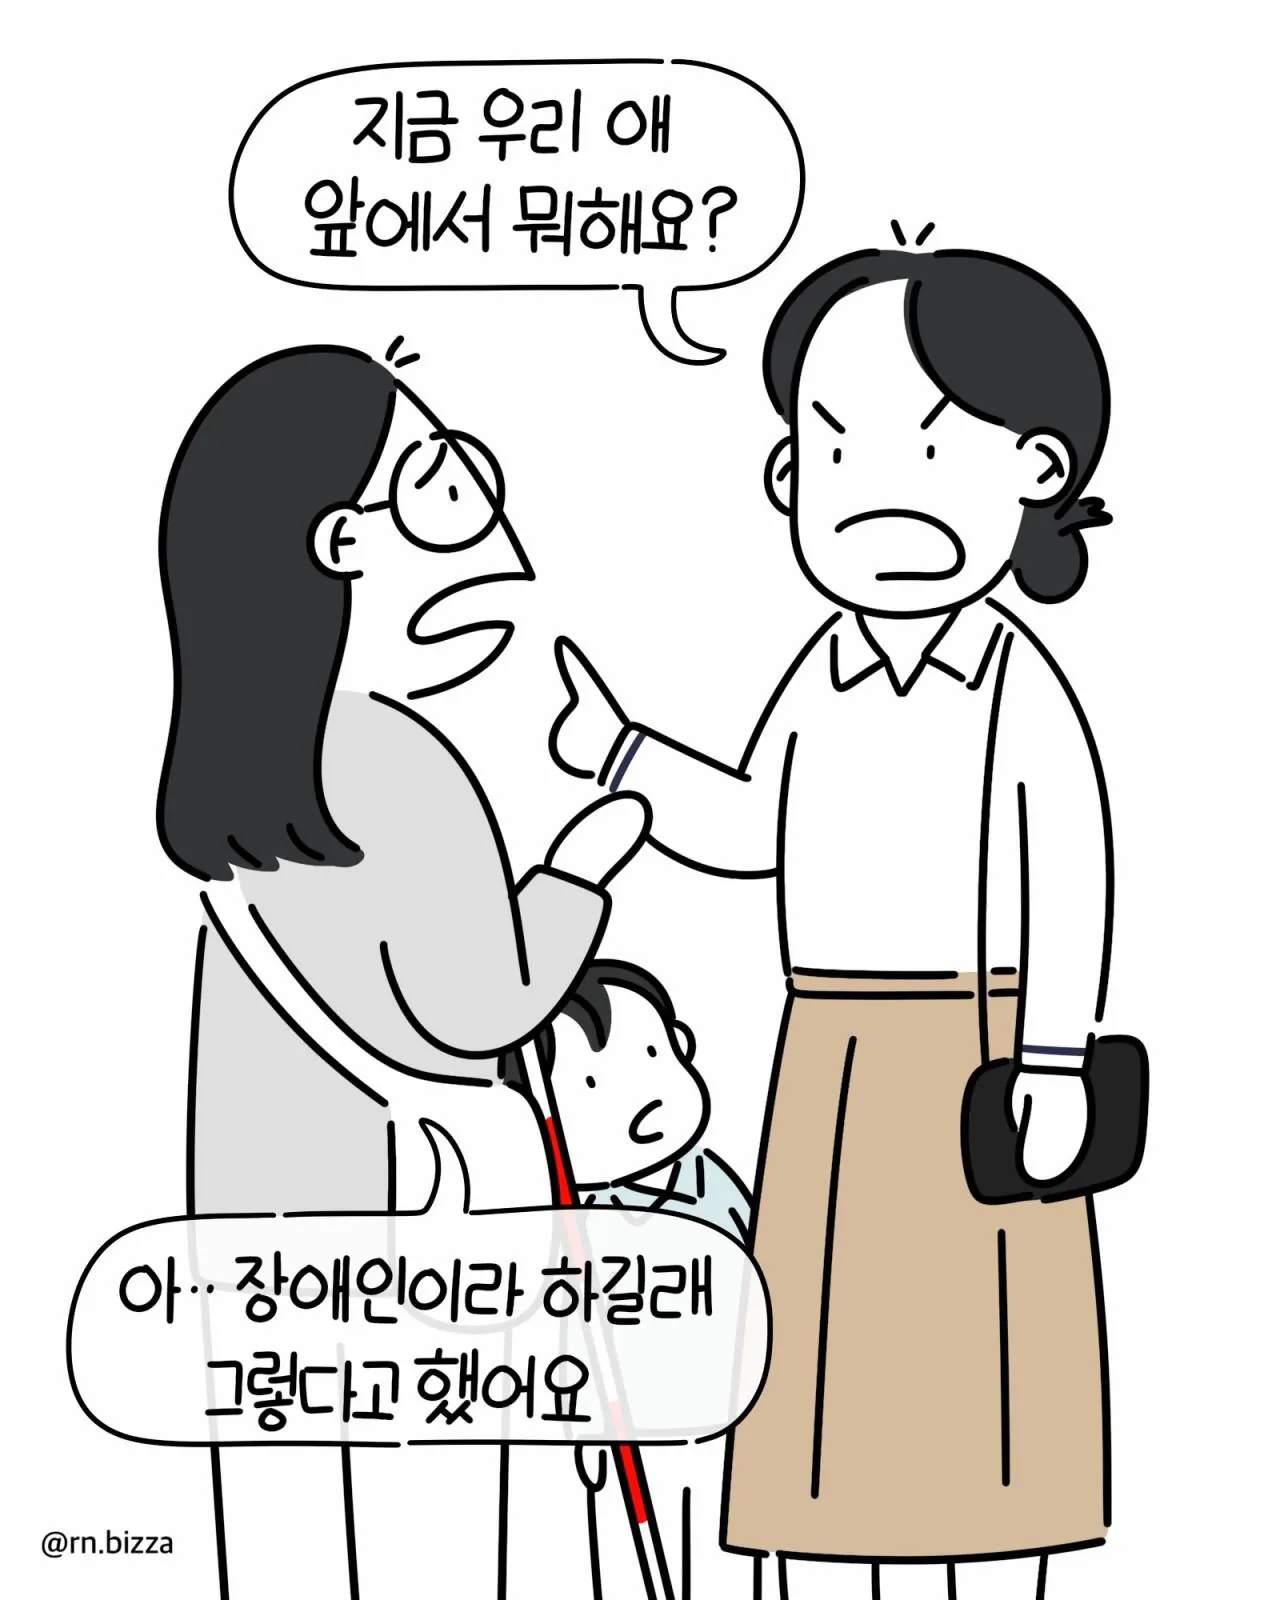 지금 우리 애
앞에서 뭐해요?
아.. 장애인이라 하길래
그렇다고 했어요
@rn.bizza